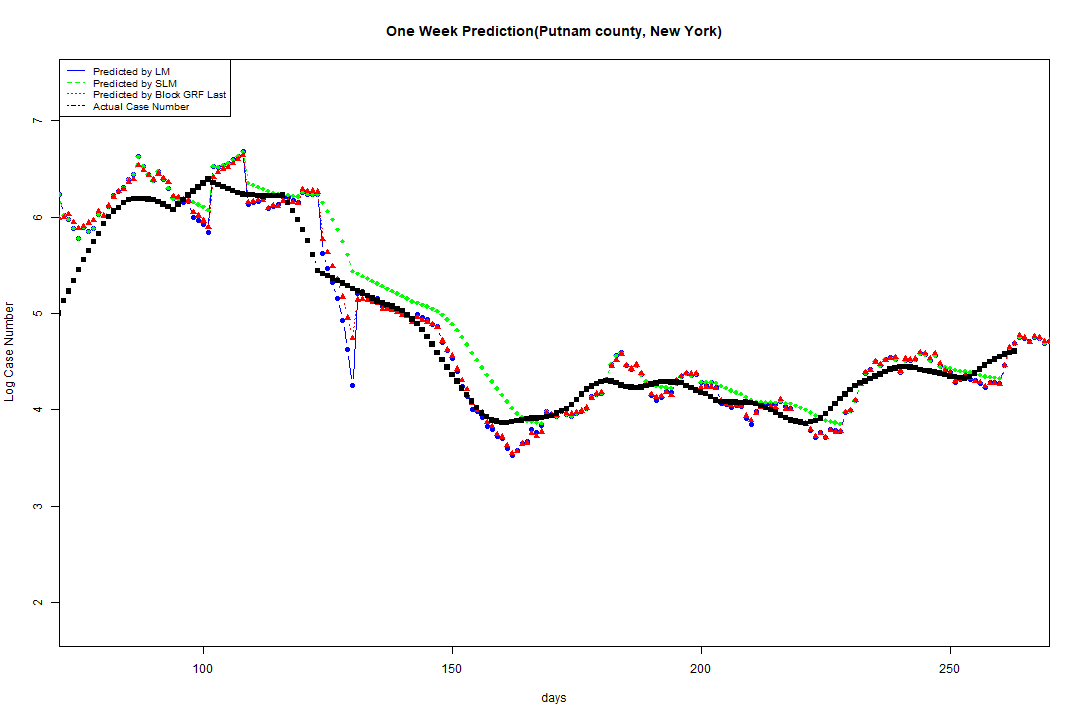 One Week Prediction(Putnam county, New York)
Predicted by LM
Predicted by SLM
Predicted by Block GRF Last
Actual Case Number
7
6
5
4
3
2
Log Case Number
100 150 200 250
days